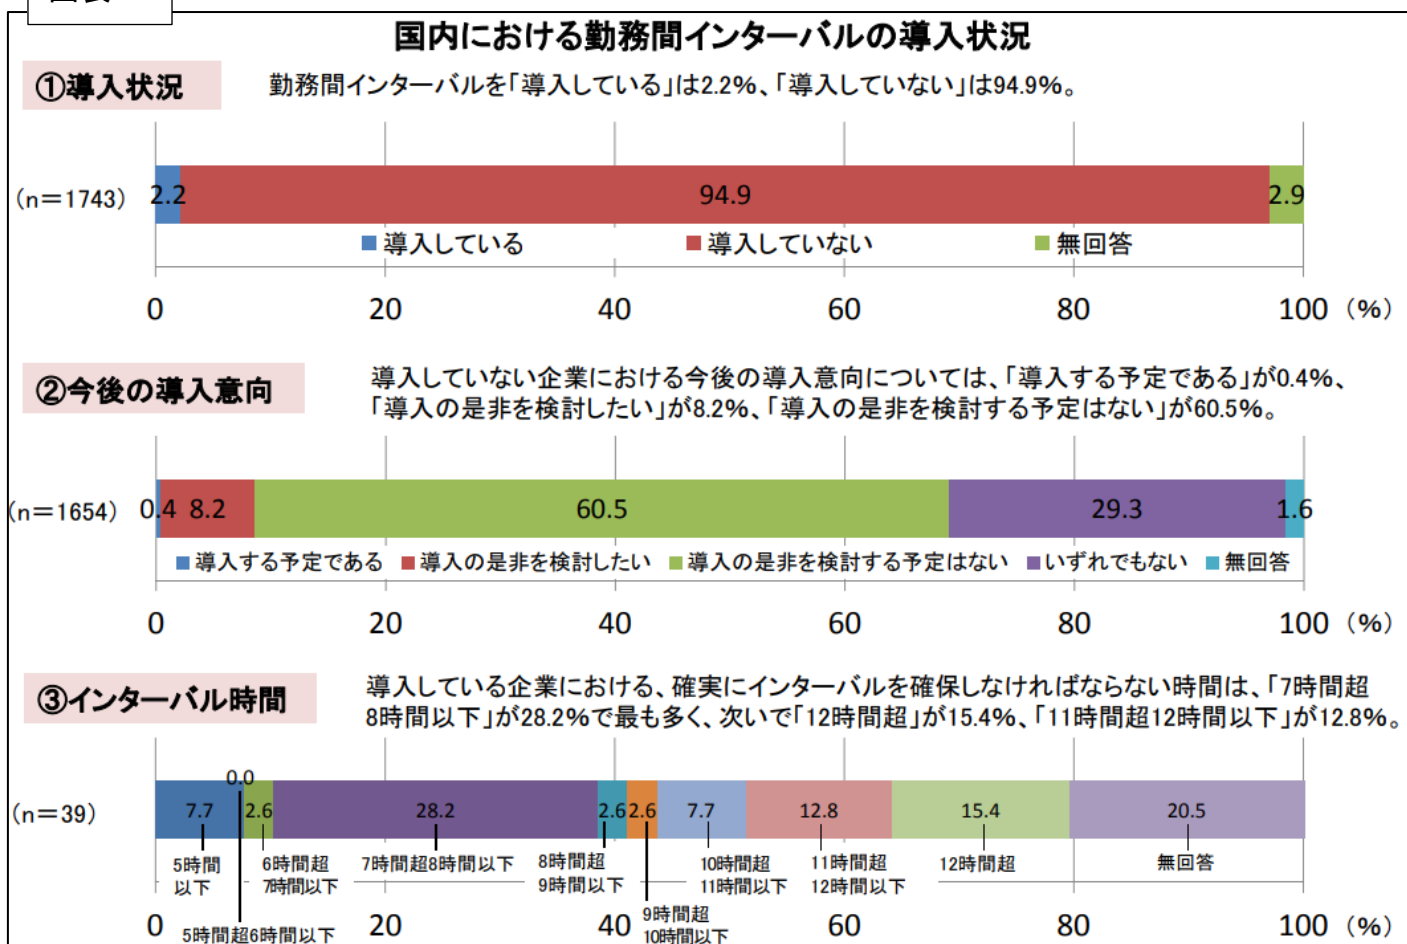 国内における勤務間インターバルの導入状況
①導入状況
勤務間インターバルを「導入している」は2.2%、「導入していない」は94.9%。
（n＝1743）
2.2
94.9
2.9
導入している
導入していない
無回答
0
20
40
60
80
100
（%）
②今後の導入意向
導入していない企業における今後の導入意向については、「導入する予定である」が0.4%、
「導入の是非を検討したい」が8.2%、「導入の是非を検討する予定はない」が60.5%。
（n＝1654）
0.4
8.2
60.5
29.3
1.6
導入する予定である
導入の是非を検討したい
導入の是非を検討する予定はない
いずれでもない
無回答
0
20
40
60
80
100
（%）
③インターバル時間
導入している企業における、確実にインターバルを確保しなければならない時間は、「7時間超
8時間以下」が28.2%で最も多く、次いで「12時間超」が15.4%、「11時間超12時間以下」が12.8%。
（n＝39）
0.0
7.7
2.6
28.2
2.6
2.6
7.7
12.8
15.4
20.5
5時間
以下
6時間超
7時間以下
7時間超8時間以下
8時間超
9時間以下
10時間超
11時間以下
11時間超
12時間以下
12時間超
無回答
5時間超6時間以下
9時間超
10時間以下
0
20
40
60
80
100
（%）